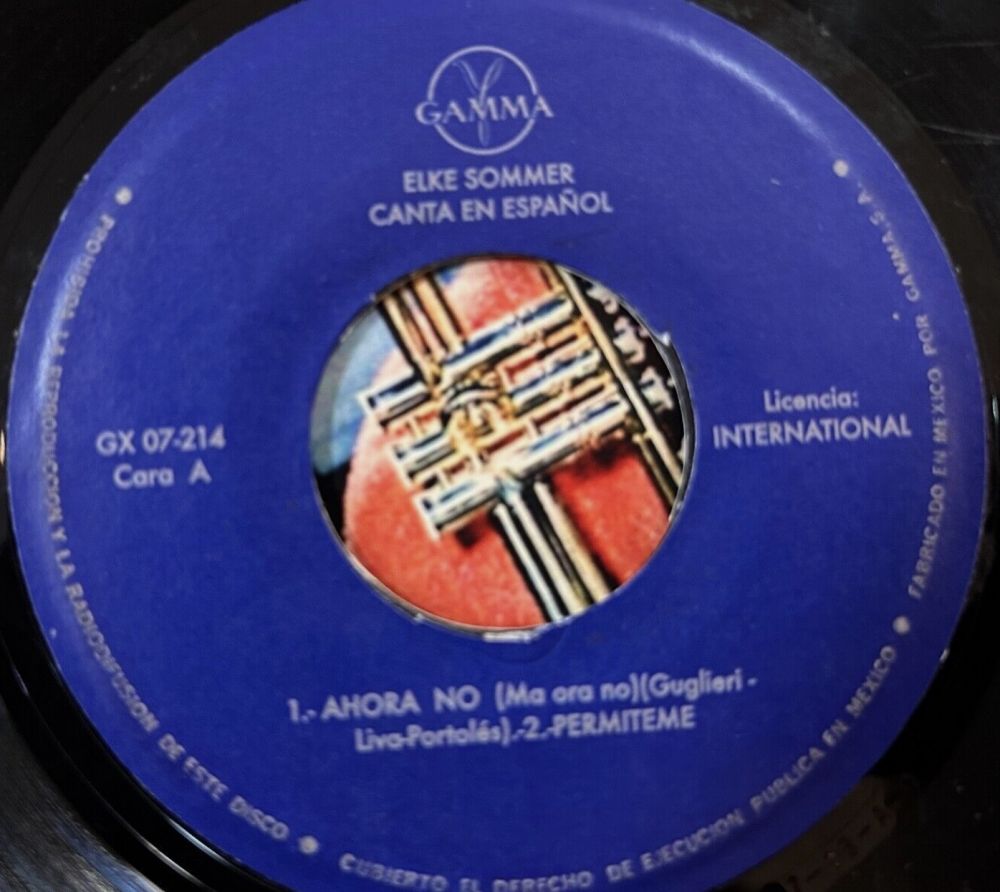 GAMMA
ELKE SOMMER
CANTA EN ESPAÑOL
GX 07-214
Cara A
Licencia:
INTERNATIONAL
1.- AHORA NO (Ma ora no)(Guglieri -
Liva-Portolés).-2.-PERMITEME
PROHIBIDA LA REPRODUCCION Y LA RADIODIFUSION DE ESTE DISCO
CUBIERTO EL DERECHO DE EJECUCION PUBLICA EN MEXICO
FABRICADO EN MEXICO POR GAMMA, S. A.